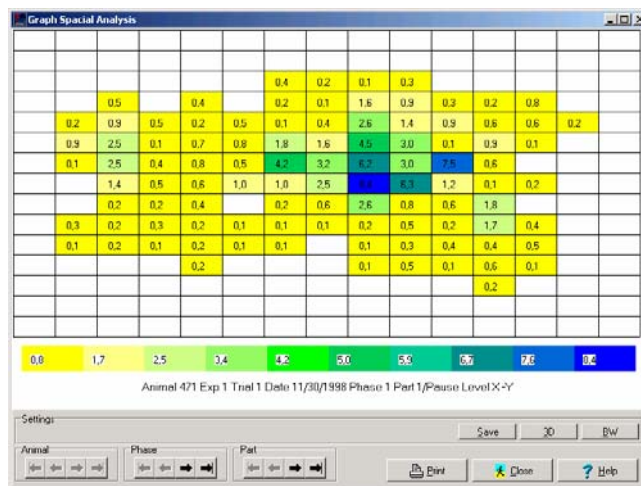 Graph Spacial Analysis
0,4 0,2 0,1 0,3
0,5 0,4 0,2 0,1 1,6 0,9 0,3 0,2 0,8
0,2 0,9 0,5 0,2 0,5 0,1 0,4 2,6 1,4 0,9 0,6 0,6 0,2
0,9 2,5 0,1 0,7 0,8 1,8 1,6 4,5 3,0 0,1 0,9 0,1
0,1 2,5 0,4 0,8 0,5 4,2 3,2 6,2 3,0 7,5 0,6
1,4 0,5 0,6 1,0 1,0 2,5 6,3 1,2 0,1 0,2
0,2 0,2 0,4 0,2 0,6 2,6 0,8 0,6 1,8
0,3 0,2 0,3 0,2 0,1 0,1 0,1 0,2 0,5 0,2 1,7 0,4
0,1 0,2 0,1 0,2 0,1 0,1 0,1 0,3 0,4 0,4 0,5
0,2 0,1 0,5 0,1 0,6 0,1
0,2
0,8 1,7 2,5 3,4 4,2 5,0 5,9 6,7 7,6 8,4
Animal 471 Exp 1 Trial 1 Date 11/30/1998 Phase 1 Part 1/Pause Level X-Y
Settings
Save 3D BW
Animal Phase Part
Print Close ? Help